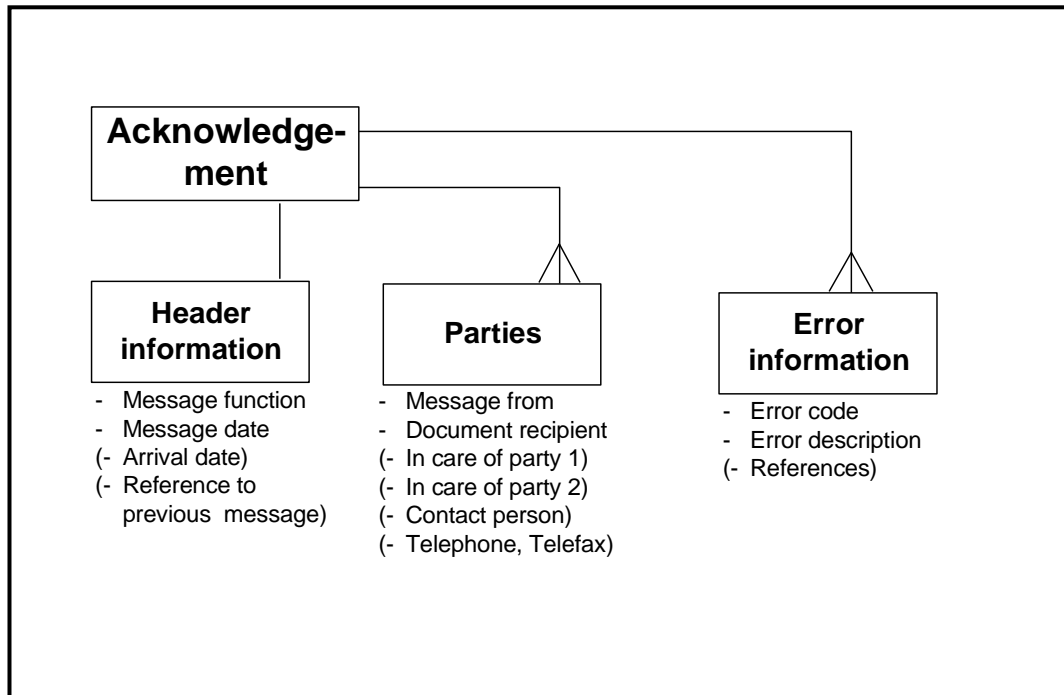 Acknowledge-
ment
Header
information
- Message function
- Message date
(- Arrival date)
(- Reference to
previous message)
Parties
- Message from
- Document recipient
(- In care of party 1)
(- In care of party 2)
(- Contact person)
(- Telephone, Telefax)
Error
information
- Error code
- Error description
(- References)